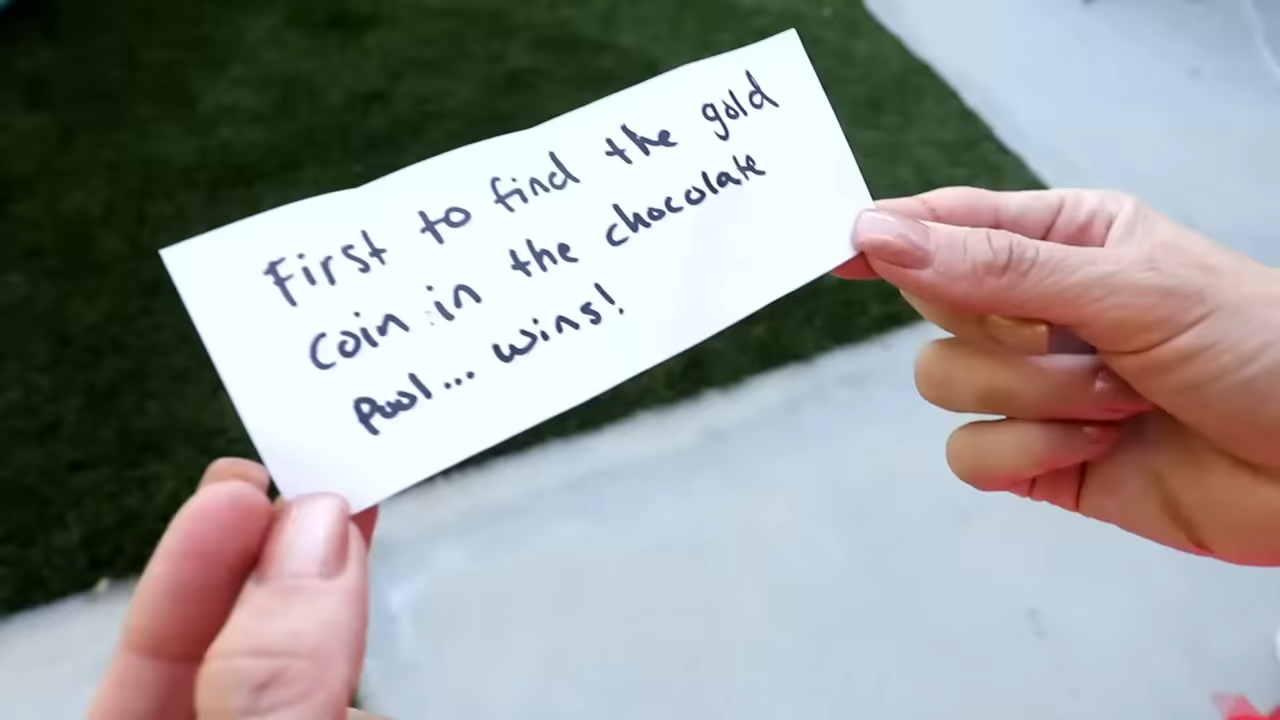 First to find the gold
coin in the chocolate
pool... wins!